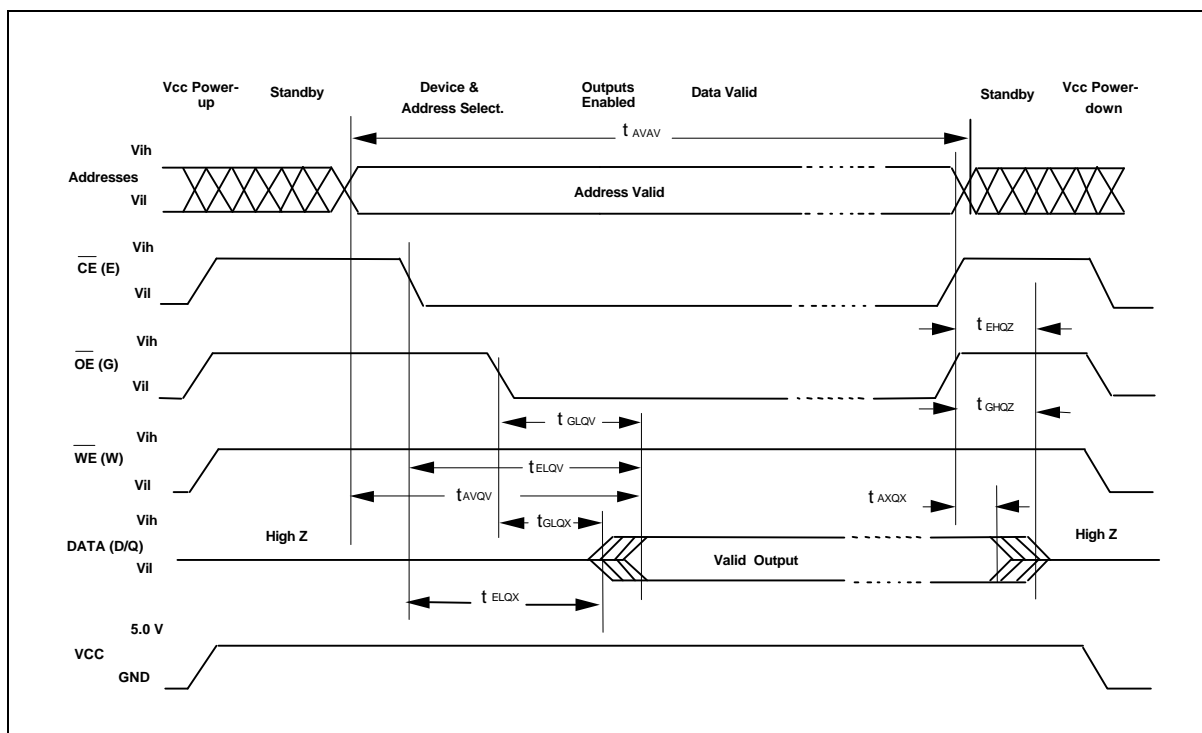 Vcc Power-
up
Standby
Device &
Address Select.
Outputs
Enabled
Data Valid
Standby
Vcc Power-
down
t AVAV
Vih
Addresses
Vil
Address Valid
Vih
CE (E)
Vil
t EHQZ
Vih
OE (G)
Vil
t GHQZ
t GLQV
Vih
WE (W)
Vil
t ELQV
t AVQV
t AXQX
t GLQX
Vih
DATA (D/Q)
Vil
High Z
Valid Output
High Z
t ELQX
5.0 V
VCC
GND